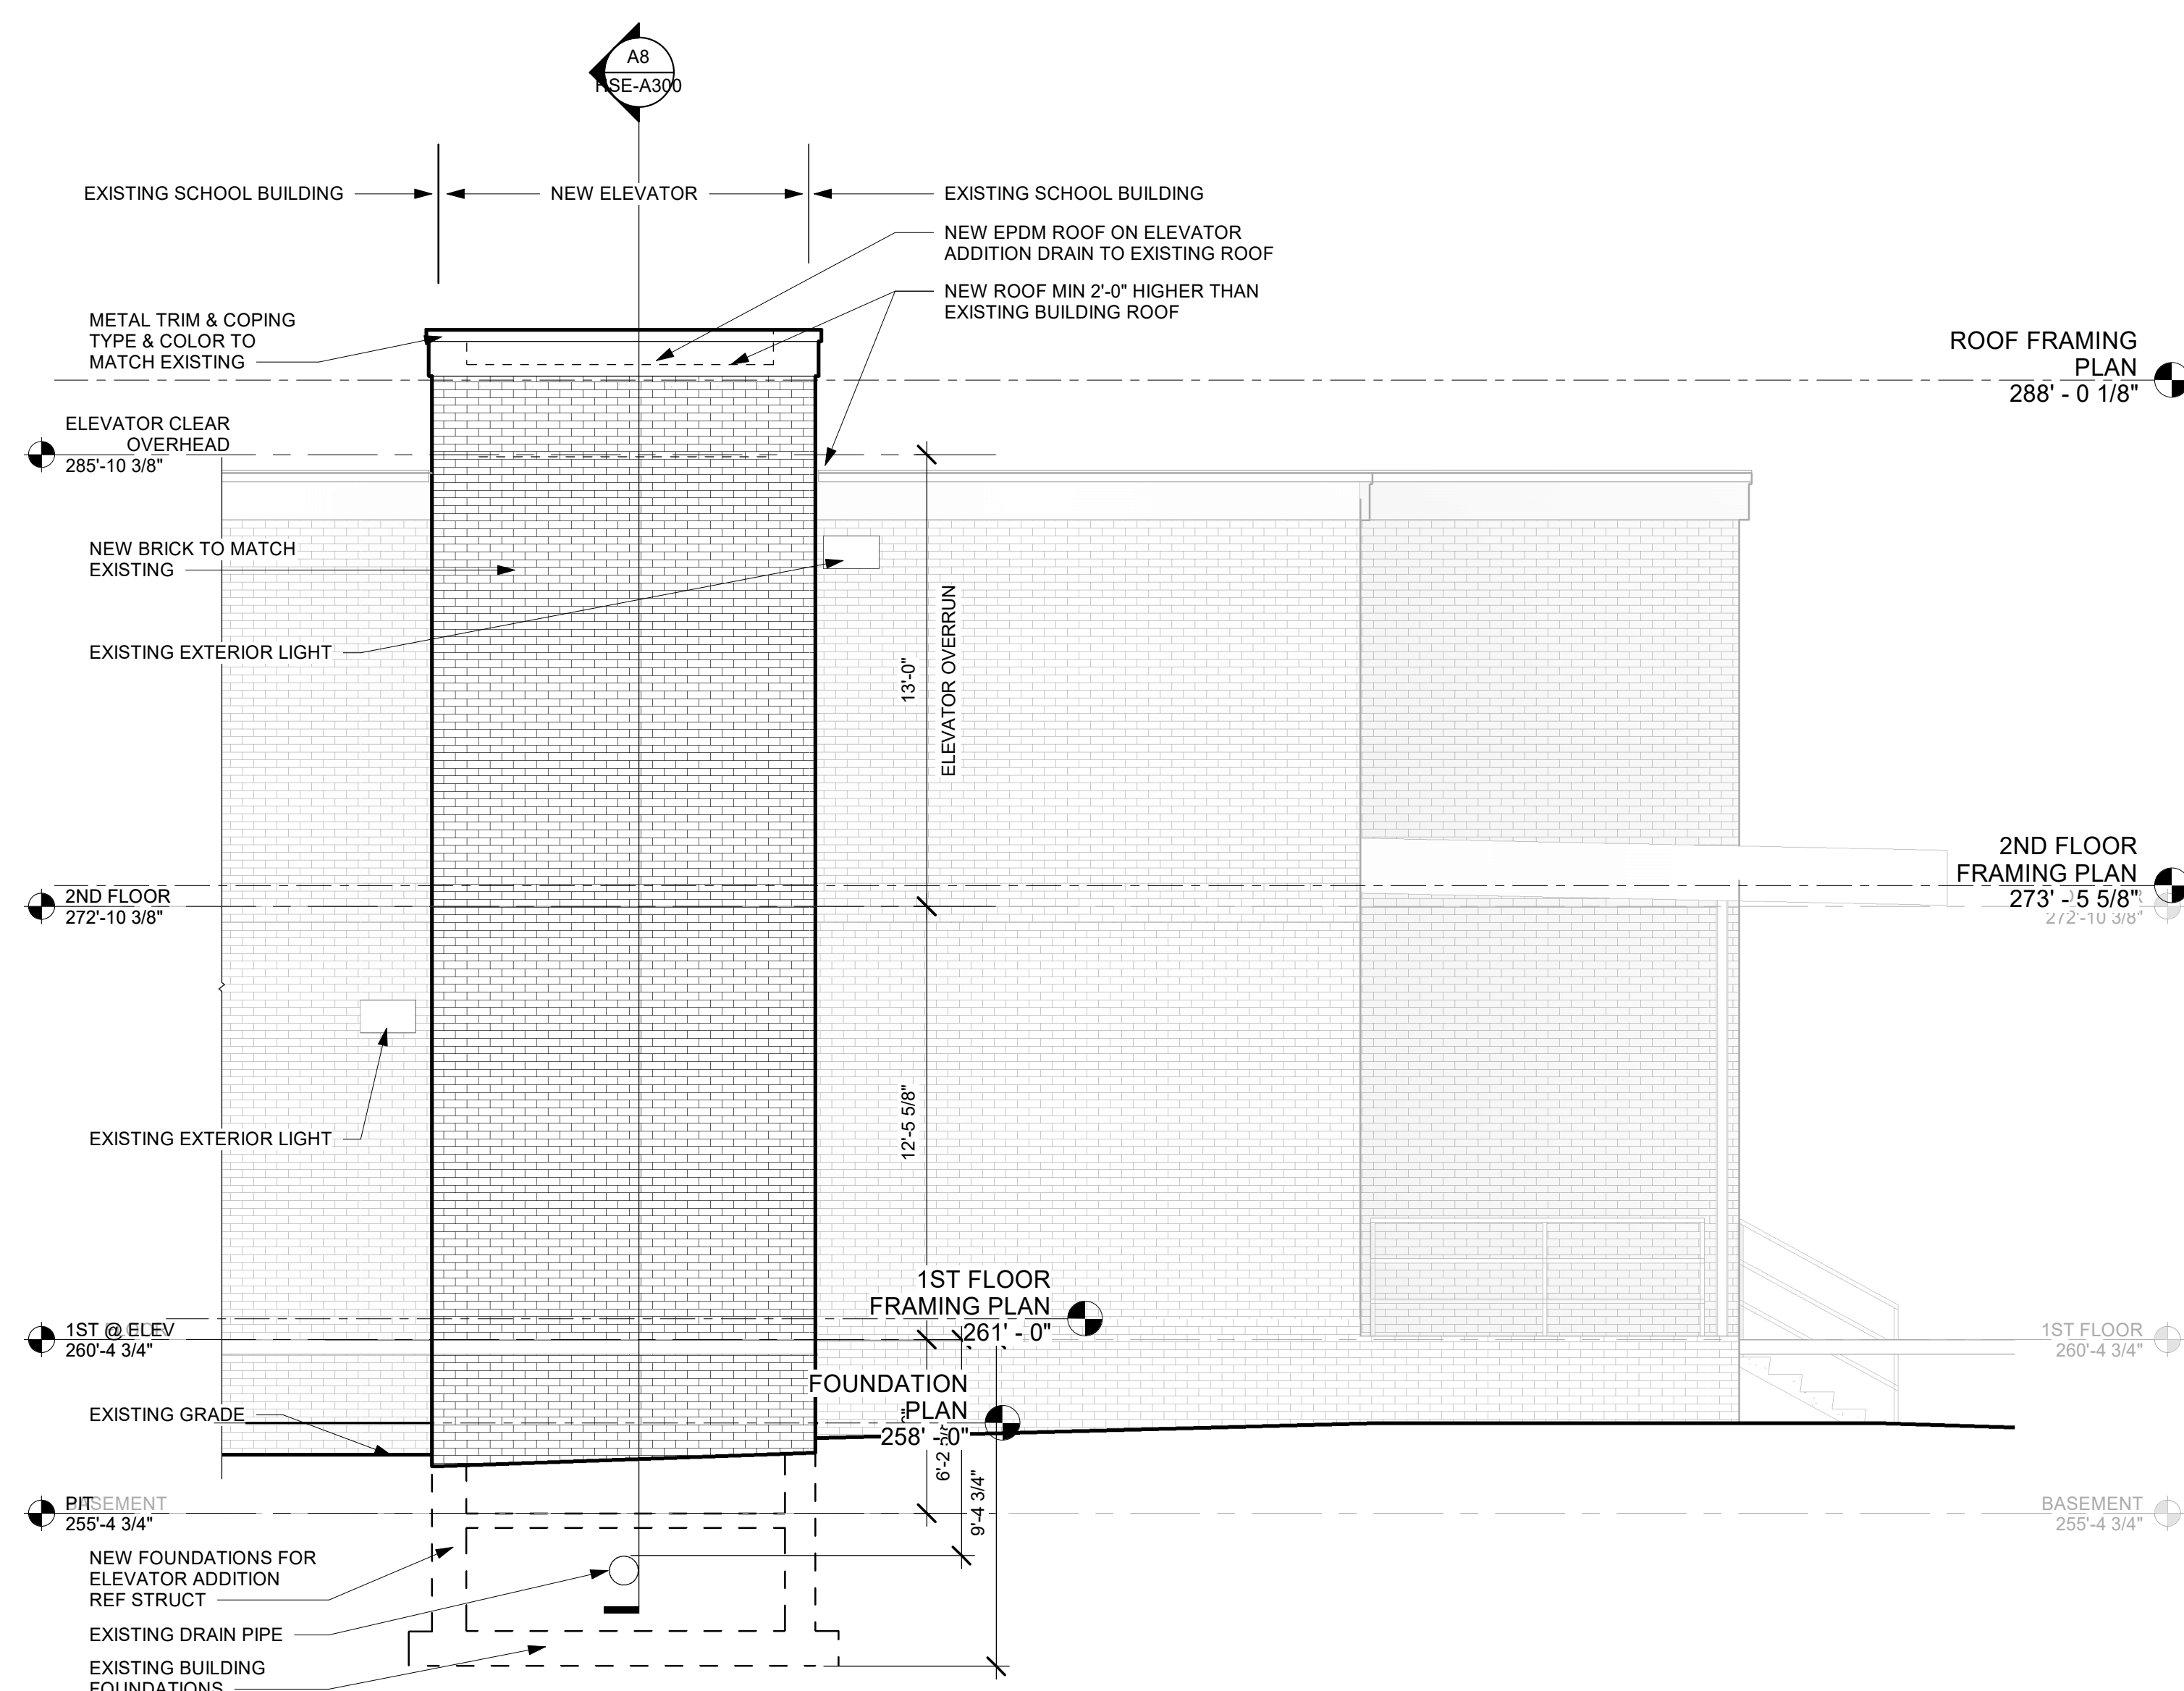 A8
HSE-A300
EXISTING SCHOOL BUILDING
NEW ELEVATOR
EXISTING SCHOOL BUILDING
NEW EPDM ROOF ON ELEVATOR
ADDITION DRAIN TO EXISTING ROOF
NEW ROOF MIN 2'-0" HIGHER THAN
EXISTING BUILDING ROOF
METAL TRIM & COPING
TYPE & COLOR TO
MATCH EXISTING
ROOF FRAMING
PLAN
288' - 0 1/8"
ELEVATOR CLEAR
OVERHEAD
285'-10 3/8"
NEW BRICK TO MATCH
EXISTING
EXISTING EXTERIOR LIGHT
13'-0"
ELEVATOR OVERRUN
2ND FLOOR
FRAMING PLAN
273' - 5 5/8"
272'-10 3/8"
2ND FLOOR
272'-10 3/8"
EXISTING EXTERIOR LIGHT
12'-5 5/8"
1ST FLOOR
FRAMING PLAN
261' - 0"
1ST @ ELEV
260'-4 3/4"
1ST FLOOR
260'-4 3/4"
FOUNDATION
PLAN
258' - 0"
EXISTING GRADE
6'-2
9'-4 3/4"
PIT
BASEMENT
255'-4 3/4"
BASEMENT
255'-4 3/4"
NEW FOUNDATIONS FOR
ELEVATOR ADDITION
REF STRUCT
EXISTING DRAIN PIPE
EXISTING BUILDING
FOUNDATIONS